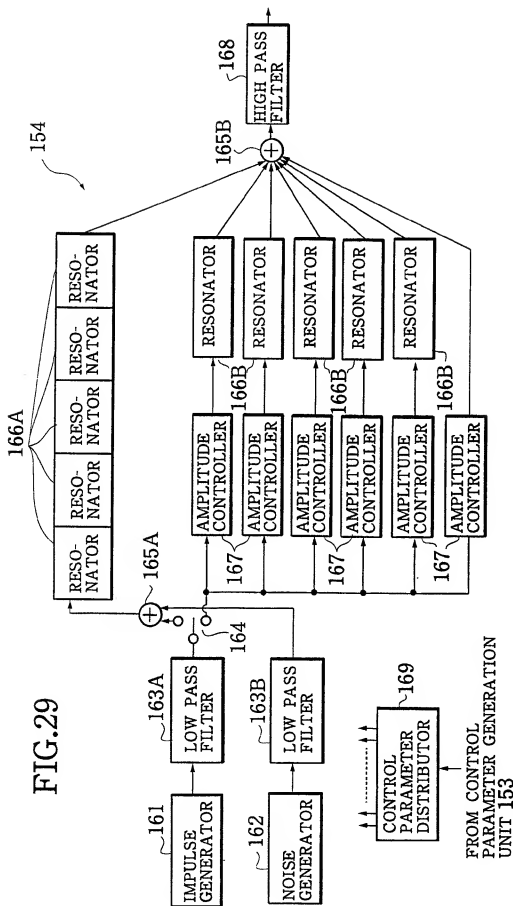 FIG.29
154
166A
RESO-
NATOR
RESO-
NATOR
RESO-
NATOR
RESO-
NATOR
RESO-
NATOR
165A
161
IMPULSE
GENERATOR
163A
LOW PASS
FILTER
164
162
NOISE
GENERATOR
163B
LOW PASS
FILTER
AMPLITUDE
CONTROLLER
RESONATOR
167
166B
AMPLITUDE
CONTROLLER
RESONATOR
AMPLITUDE
CONTROLLER
RESONATOR
167
166B
AMPLITUDE
CONTROLLER
RESONATOR
AMPLITUDE
CONTROLLER
RESONATOR
167
166B
AMPLITUDE
CONTROLLER
165B
168
HIGH PASS
FILTER
169
CONTROL
PARAMETER
DISTRIBUTOR
FROM CONTROL
PARAMETER GENERATION
UNIT 153